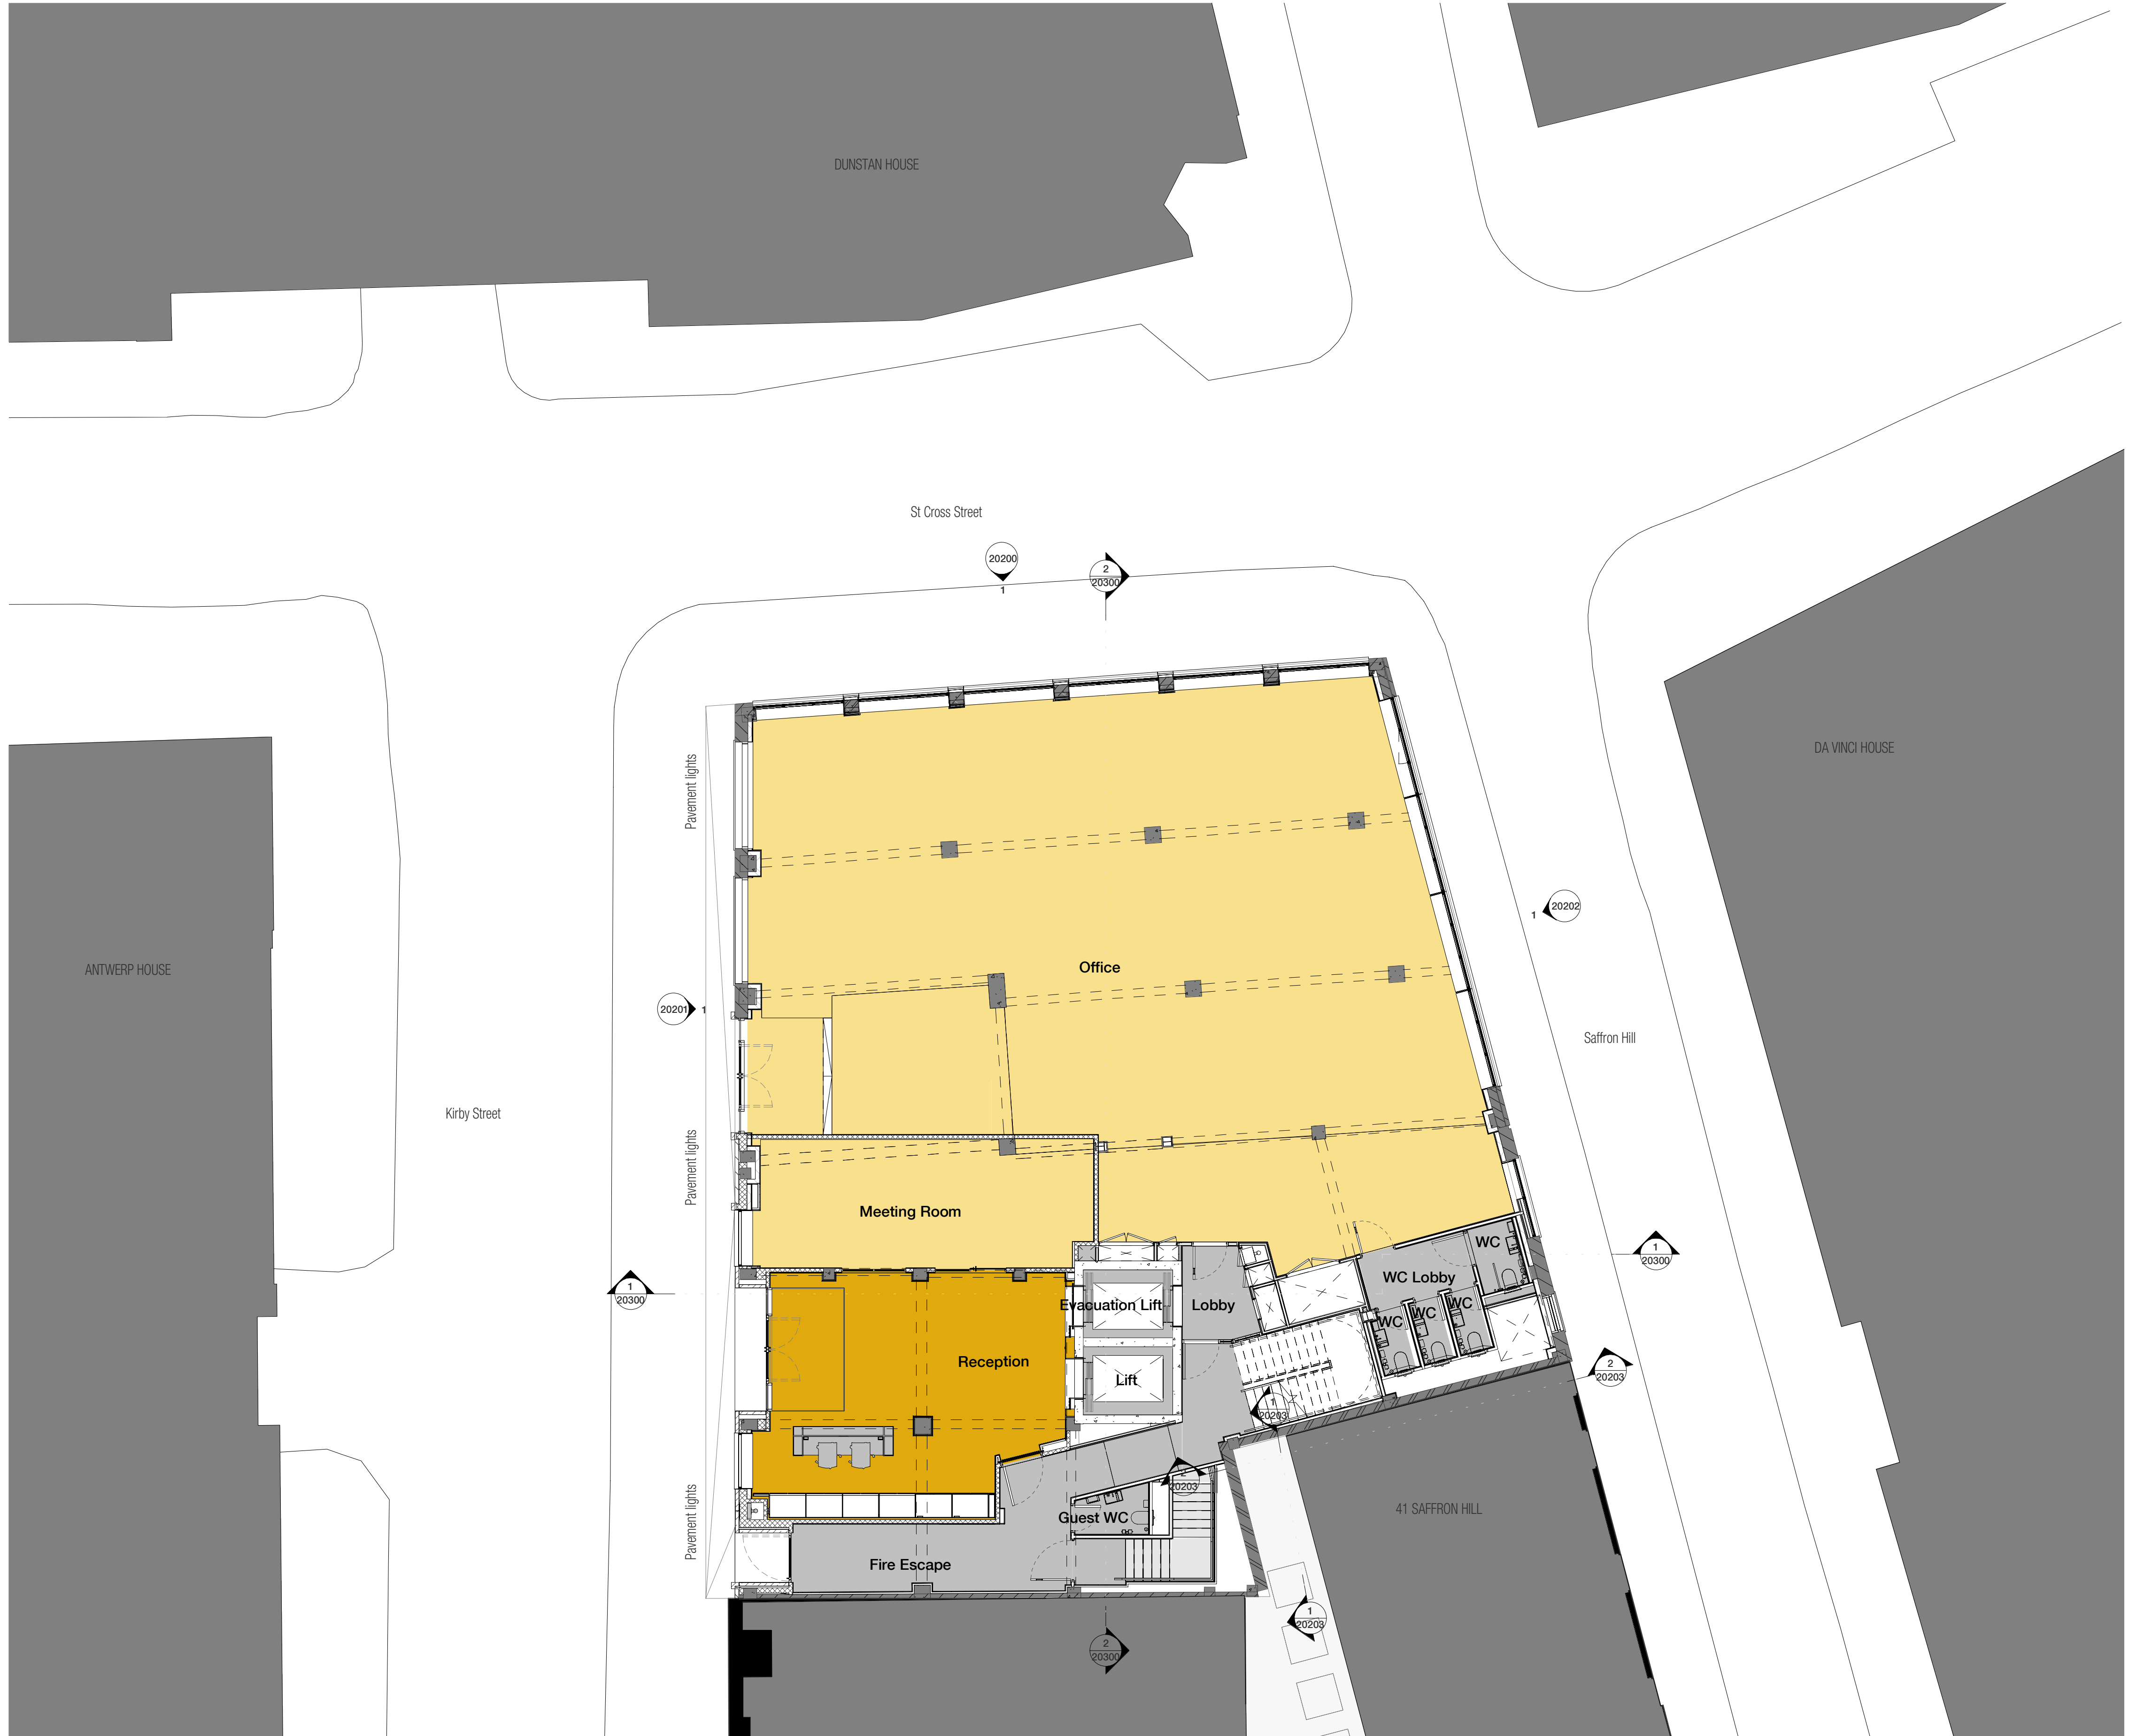 DUNSTAN HOUSE
St Cross Street
20200
1
2
20300
DA VINCI HOUSE
Pavement lights
20202
1
Office
ANTWERP HOUSE
20201
1
Saffron Hill
Kirby Street
Pavement lights
Meeting Room
WC
1
20300
WC Lobby
1
20300
Evacuation Lift
Lobby
WC
WC
WC
Reception
2
20203
Lift
1
20203
20203
Pavement lights
41 SAFFRON HILL
Guest WC
Fire Escape
1
20203
2
20300